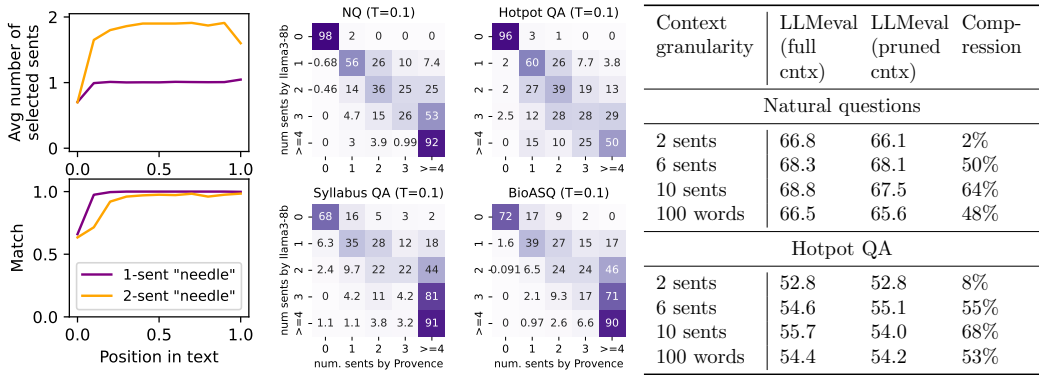 Avg number of
selected sents
2
1
0
0.0
0.5
1.0
Match
1.0
0.5
0.0
1-sent "needle"
2-sent "needle"
0.0
0.5
1.0
Position in text
NQ (T=0.1)
num sents by llama3-8b
0 98 2 0 0 0
1 0.68 56 26 10 7.4
2 0.46 14 36 25 25
3 0 4.7 15 26 53
>=4 0 3 3.9 0.99 92
0 1 2 3 >=4
Hotpot QA (T=0.1)
0 96 3 1 0 0
1 2 60 26 7.7 3.8
2 2 27 39 19 13
3 2.5 12 28 28 29
>=4 0 15 10 25 50
0 1 2 3 >=4
Syllabus QA (T=0.1)
num sents by llama3-8b
0 68 16 5 3 2
1 6.3 35 28 12 18
2 2.4 9.7 22 22 44
3 0 4.2 11 4.2 81
>=4 1.1 1.1 3.8 3.2 91
0 1 2 3 >=4
num. sents by Provence
BioASQ (T=0.1)
0 72 17 9 2 0
1 1.6 39 27 15 17
2 0.091 6.5 24 24 46
3 0 2.1 9.3 17 71
>=4 0 0.97 2.6 6.6 90
0 1 2 3 >=4
num. sents by Provence
Context LLMeval LLMeval Comp-
granularity (full (pruned ression
cntx) cntx)
Natural questions
2 sents 66.8 66.1 2%
6 sents 68.3 68.1 50%
10 sents 68.8 67.5 64%
100 words 66.5 65.6 48%
Hotpot QA
2 sents 52.8 52.8 8%
6 sents 54.6 55.1 55%
10 sents 55.7 54.0 68%
100 words 54.4 54.2 53%